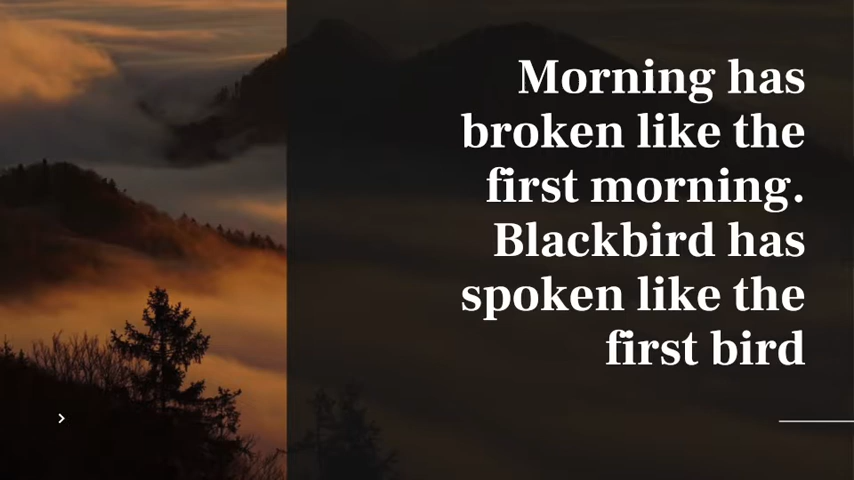 Morning has
broken like the
first morning.
Blackbird has
spoken like the
first bird